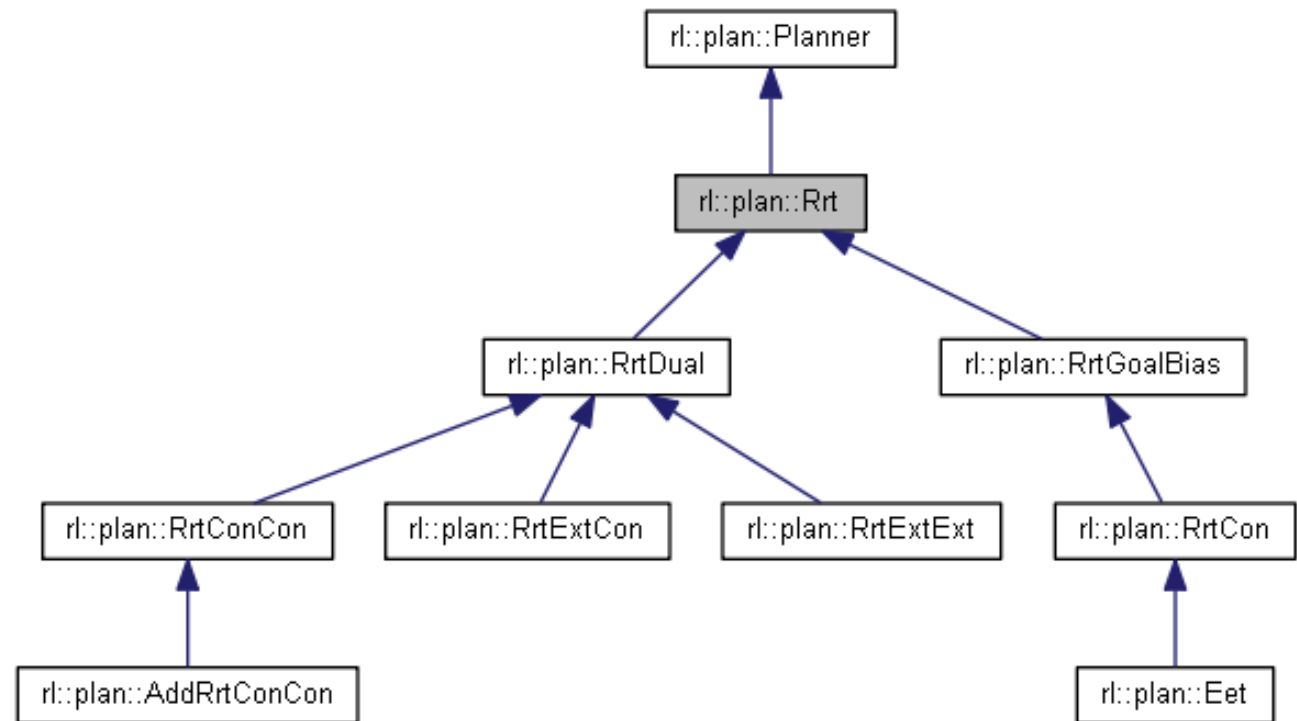 rl::plan::Planner
rl::plan::Rrt
rl::plan::RrtDual
rl::plan::RrtGoalBias
rl::plan::RrtConCon
rl::plan::RrtExtCon
rl::plan::RrtExtExt
rl::plan::RrtCon
rl::plan::AddRrtConCon
rl::plan::Eet